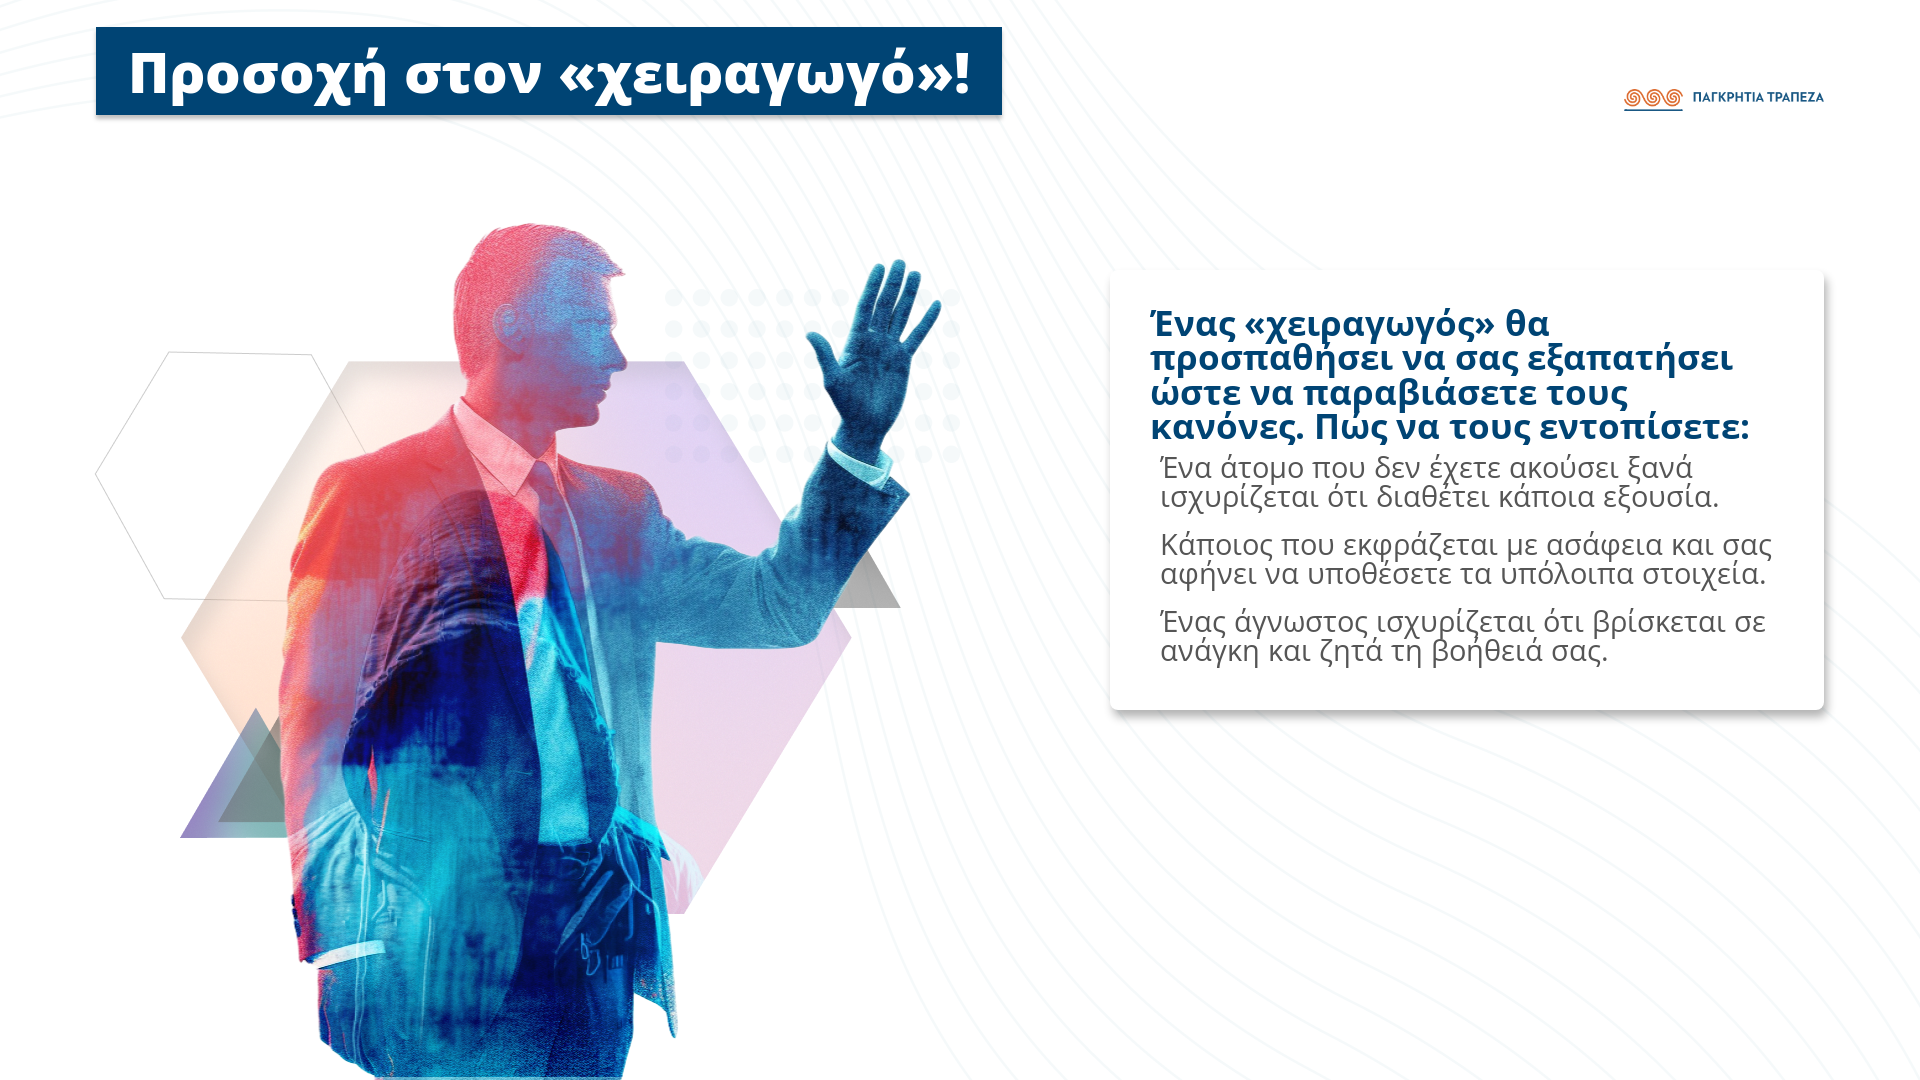 Προσοχή στον «χειραγωγό»!
ΠΑΓΚΡΗΤΙΑ ΤΡΑΠΕΖΑ
Ένας «χειραγωγός» θα
προσπαθήσει να σας εξαπατήσει
ώστε να παραβιάσετε τους
κανόνες. Πώς να τους εντοπίσετε:
Ένα άτομο που δεν έχετε ακούσει ξανά
ισχυρίζεται ότι διαθέτει κάποια εξουσία.
Κάποιος που εκφράζεται με ασάφεια και σας
αφήνει να υποθέσετε τα υπόλοιπα στοιχεία.
Ένας άγνωστος ισχυρίζεται ότι βρίσκεται σε
ανάγκη και ζητά τη βοήθειά σας.